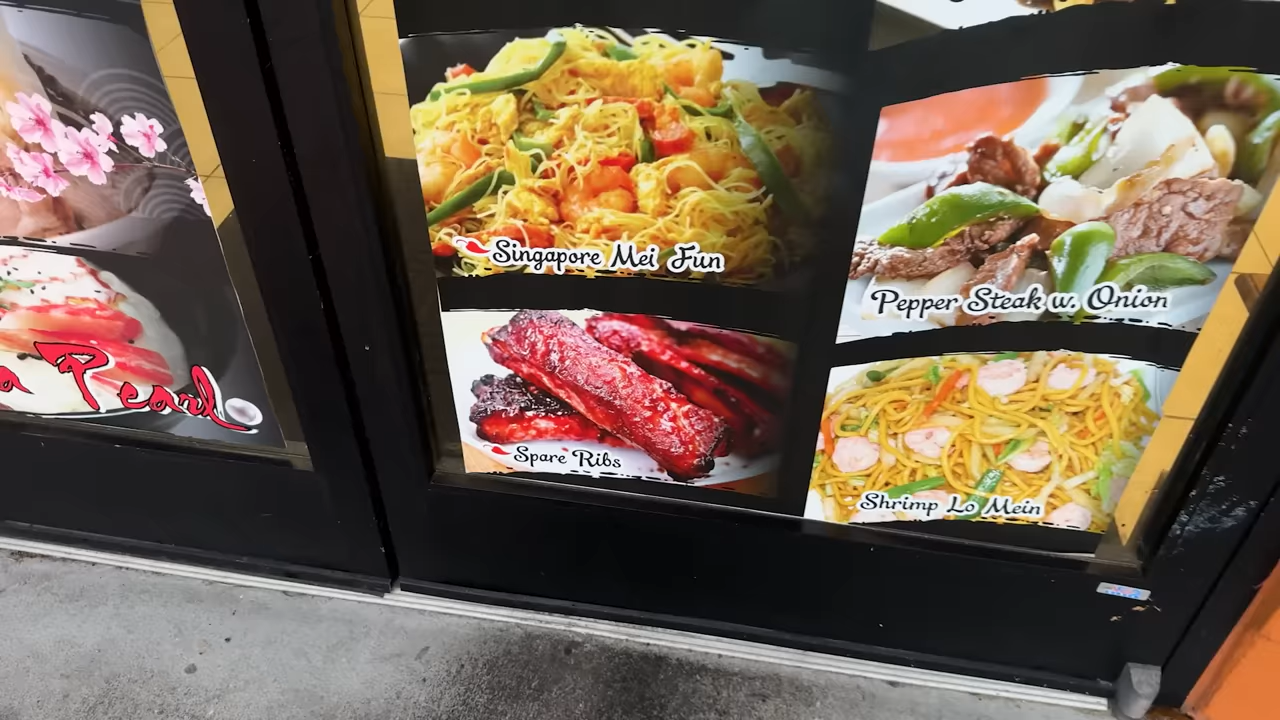 Singapore Mei Fun
Pepper Steak w. Onion
a Pearl
Spare Ribs
Shrimp Lo Mein